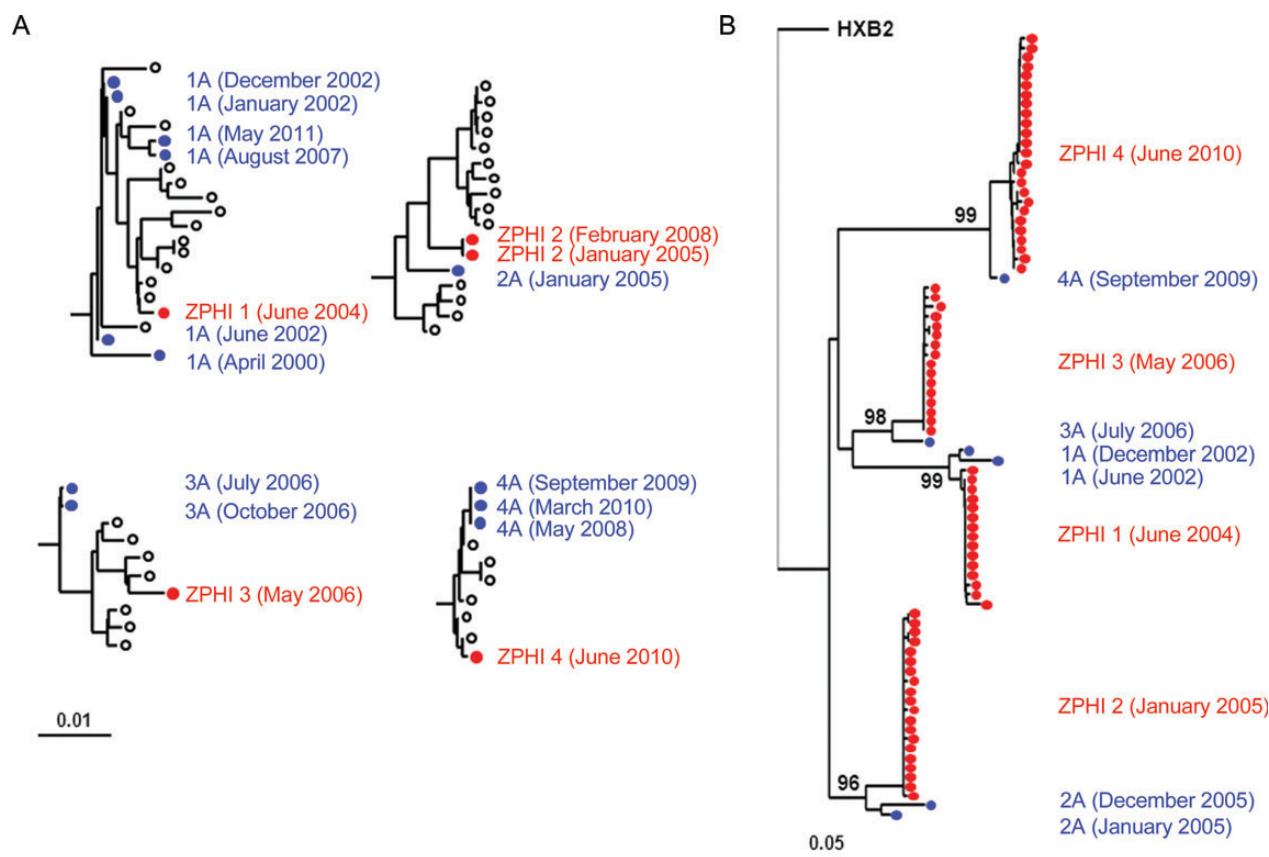 A
1A (December 2002)
1A (January 2002)
1A (May 2011)
1A (August 2007)
ZPHI 1 (June 2004)
1A (June 2002)
1A (April 2000)
ZPHI 2 (February 2008)
ZPHI 2 (January 2005)
2A (January 2005)
3A (July 2006)
3A (October 2006)
ZPHI 3 (May 2006)
4A (September 2009)
4A (March 2010)
4A (May 2008)
ZPHI 4 (June 2010)
0.01
B
HXB2
ZPHI 4 (June 2010)
99
4A (September 2009)
ZPHI 3 (May 2006)
98
3A (July 2006)
1A (December 2002)
1A (June 2002)
99
ZPHI 1 (June 2004)
ZPHI 2 (January 2005)
96
2A (December 2005)
2A (January 2005)
0.05